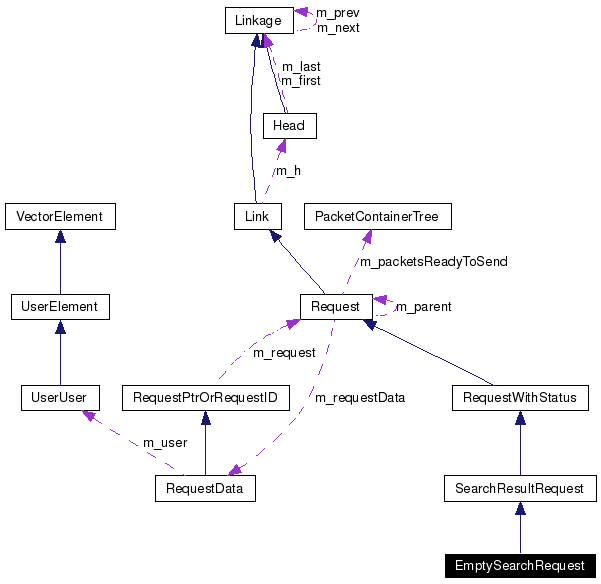 Linkage
m_prev
m_next
m_last
m_first
Head
m_h
VectorElement
Link
PacketContainerTree
m_packetsReadyToSend
UserElement
Request
m_parent
m_request
UserUser
RequestPtrOrRequestID
m_requestData
RequestWithStatus
m_user
RequestData
SearchResultRequest
EmptySearchRequest